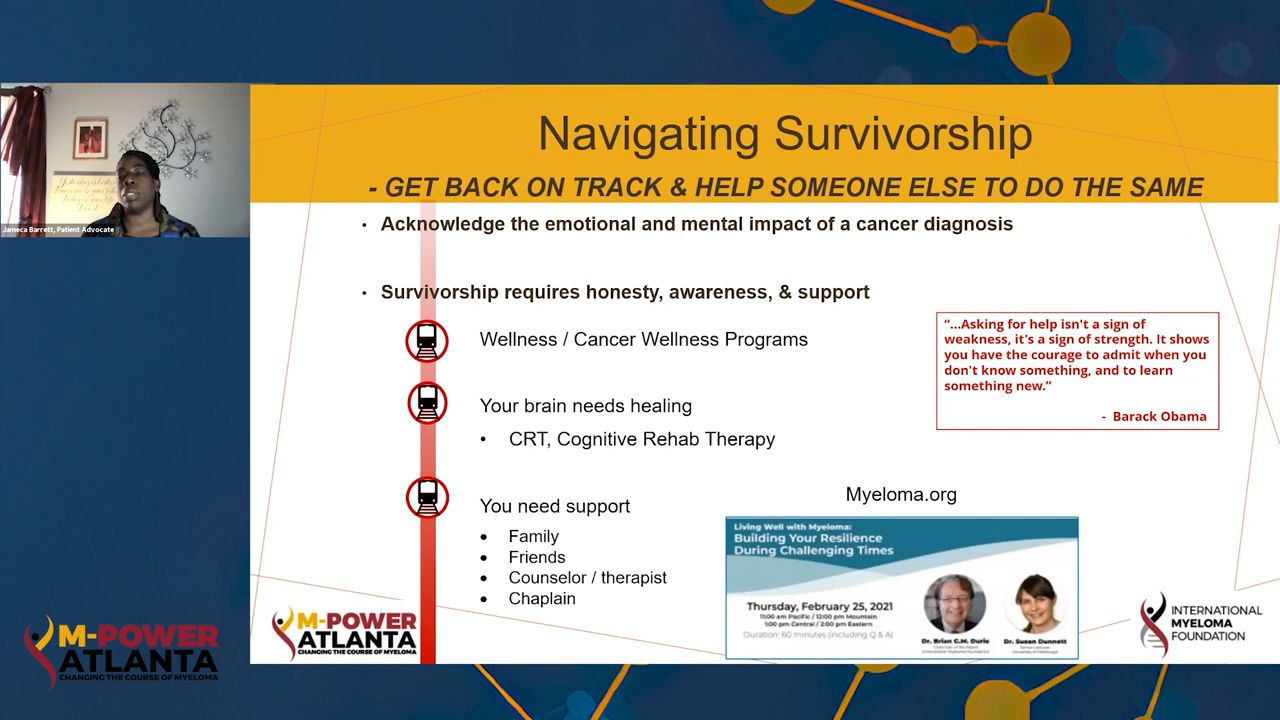 Navigating Survivorship
- GET BACK ON TRACK & HELP SOMEONE ELSE TO DO THE SAME
• Acknowledge the emotional and mental impact of a cancer diagnosis
• Survivorship requires honesty, awareness, & support
Wellness / Cancer Wellness Programs
Your brain needs healing
• CRT, Cognitive Rehab Therapy
You need support
• Family
• Friends
• Counselor / therapist
• Chaplain
"...Asking for help isn't a sign of
weakness, it's a sign of strength. It shows
you have the courage to admit when you
don't know something, and to learn
something new."
- Barack Obama
Myeloma.org
Living Well with Myeloma:
Building Your Resilience
During Challenging Times
Thursday, February 25, 2021
11:00 am Pacific / 12:00 pm Mountain
1:00 pm Central / 2:00 pm Eastern
Duration: 60 minutes (including Q & A)
Dr. Brian G.M. Durie
Dr. Susan Dunnett
Jameca Barrett, Patient Advocate
M-POWER
ATLANTA
CHANGING THE COURSE OF MYELOMA
M-POWER
ATLANTA
CHANGING THE COURSE OF MYELOMA
INTERNATIONAL
MYELOMA
FOUNDATION